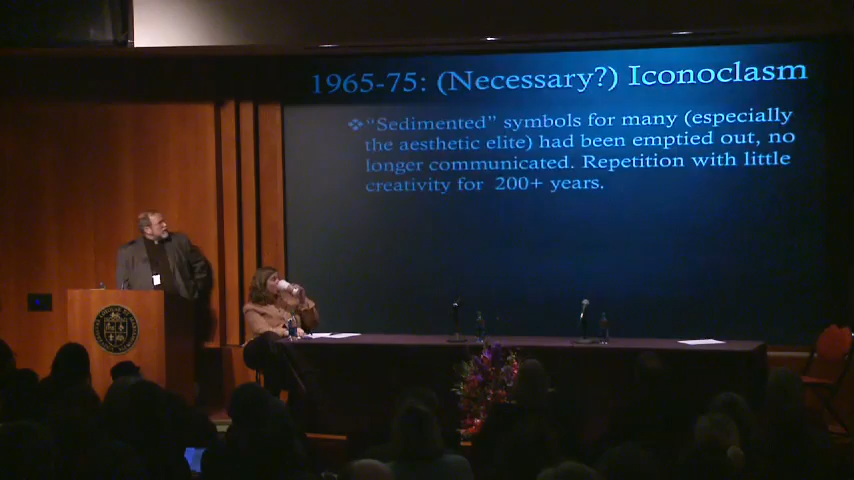 1965-75: (Necessary?) Iconoclasm
❖“Sedimented” symbols for many (especially
the aesthetic elite) had been emptied out, no
longer communicated. Repetition with little
creativity for 200+ years.